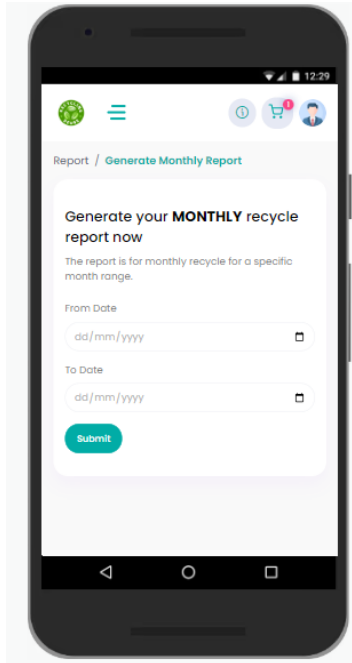 12:29
Report / Generate Monthly Report
Generate your MONTHLY recycle
report now
The report is for monthly recycle for a specific
month range.
From Date
dd/mm/yyyy
To Date
dd/mm/yyyy
Submit